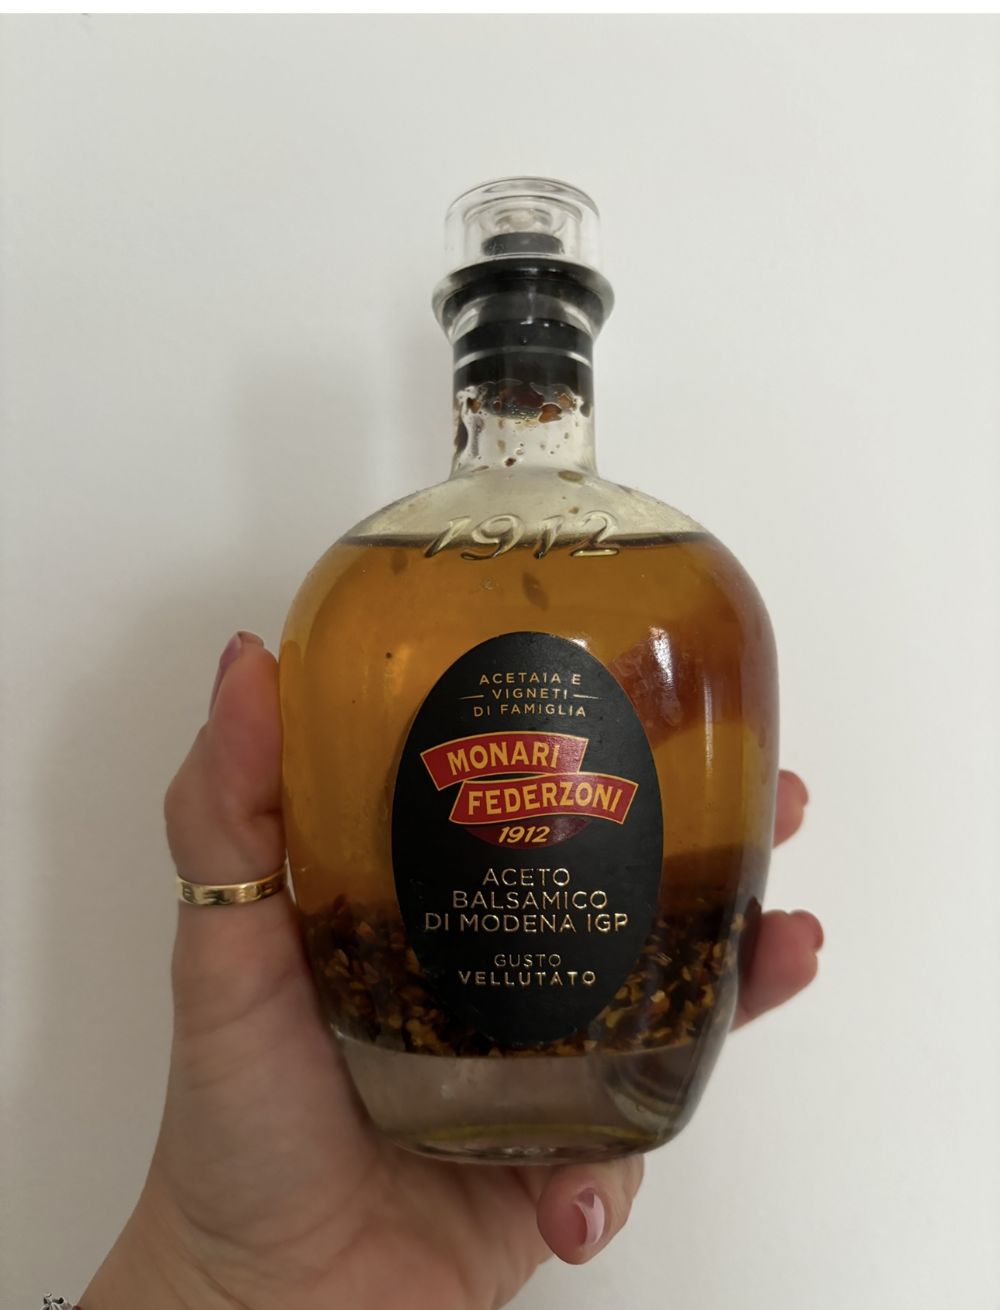 1912
ACETAIA E
VIGNETI
DI FAMIGLIA
MONARI
FEDERZONI
1912
ACETO
BALSAMICO
DI MODENA IGP
GUSTO
VELLUTATO